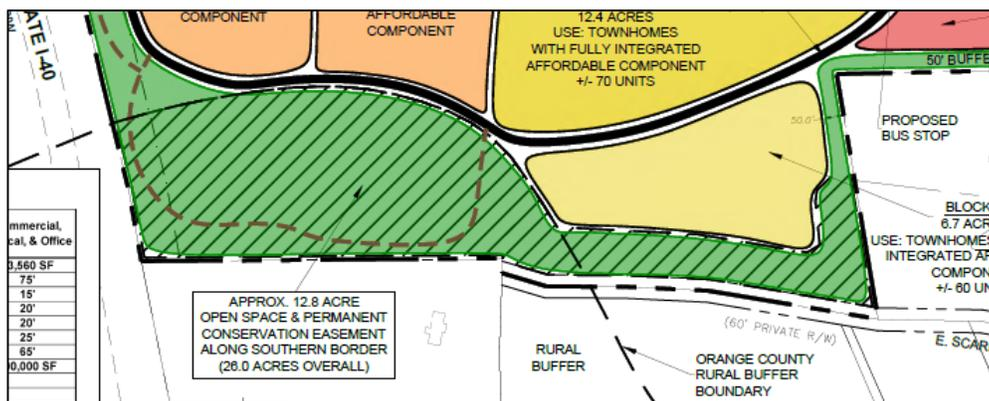 COMPONENT
AFFORDABLE
COMPONENT
12.4 ACRES
USE: TOWNHOMES
WITH FULLY INTEGRATED
AFFORDABLE COMPONENT
+/- 70 UNITS
ATE I-40
50' BUFFE
50.0'
PROPOSED
BUS STOP
BLOCK
6.7 ACR
USE: TOWNHOMES
INTEGRATED AF
COMPON
+/- 60 UN
mmercial,
cal, & Office
3,560 SF
75'
15'
20'
20'
25'
65'
00,000 SF
APPROX. 12.8 ACRE
OPEN SPACE & PERMANENT
CONSERVATION EASEMENT
ALONG SOUTHERN BORDER
(26.0 ACRES OVERALL)
(60' PRIVATE R/W)
E. SCAR
RURAL
BUFFER
ORANGE COUNTY
RURAL BUFFER
BOUNDARY